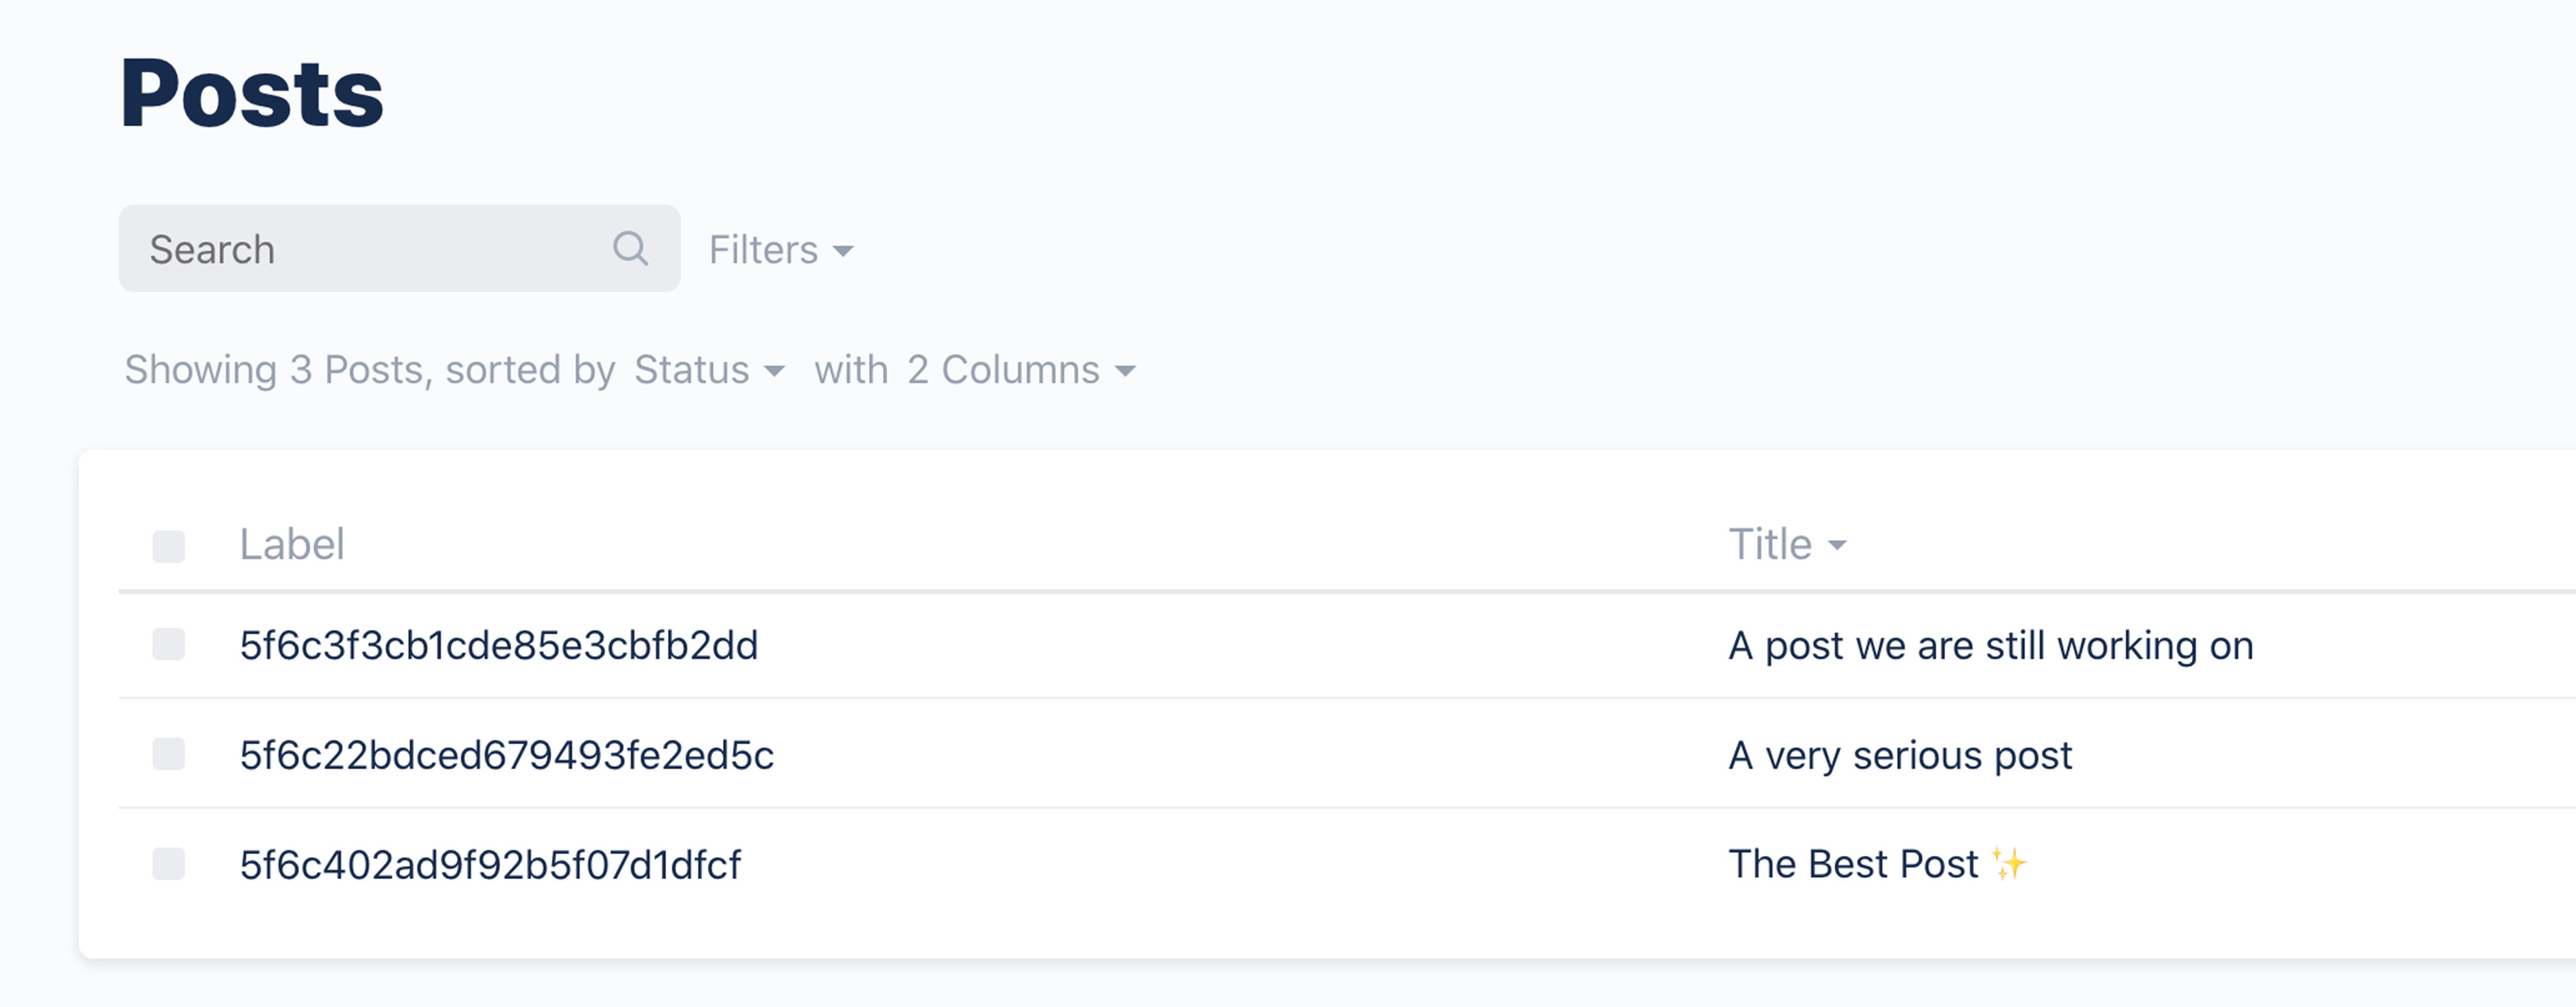 Posts
Search Filters
Showing 3 Posts, sorted by Status with 2 Columns
Label Title
5f6c3f3cb1cde85e3cbfb2dd A post we are still working on
5f6c22bdced679493fe2ed5c A very serious post
5f6c402ad9f92b5f07d1dfcf The Best Post ✨